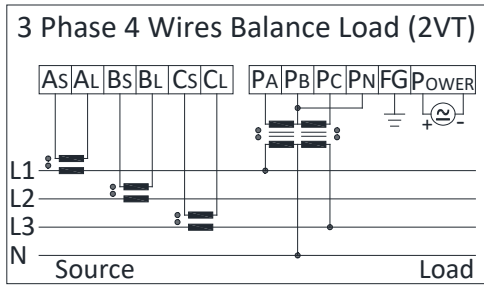 3 Phase 4 Wires Balance Load (2VT)
AS AL BS BL CS CL PA PB PC PN FG POWER
+ ~ -
L1
L2
L3
N
Source Load